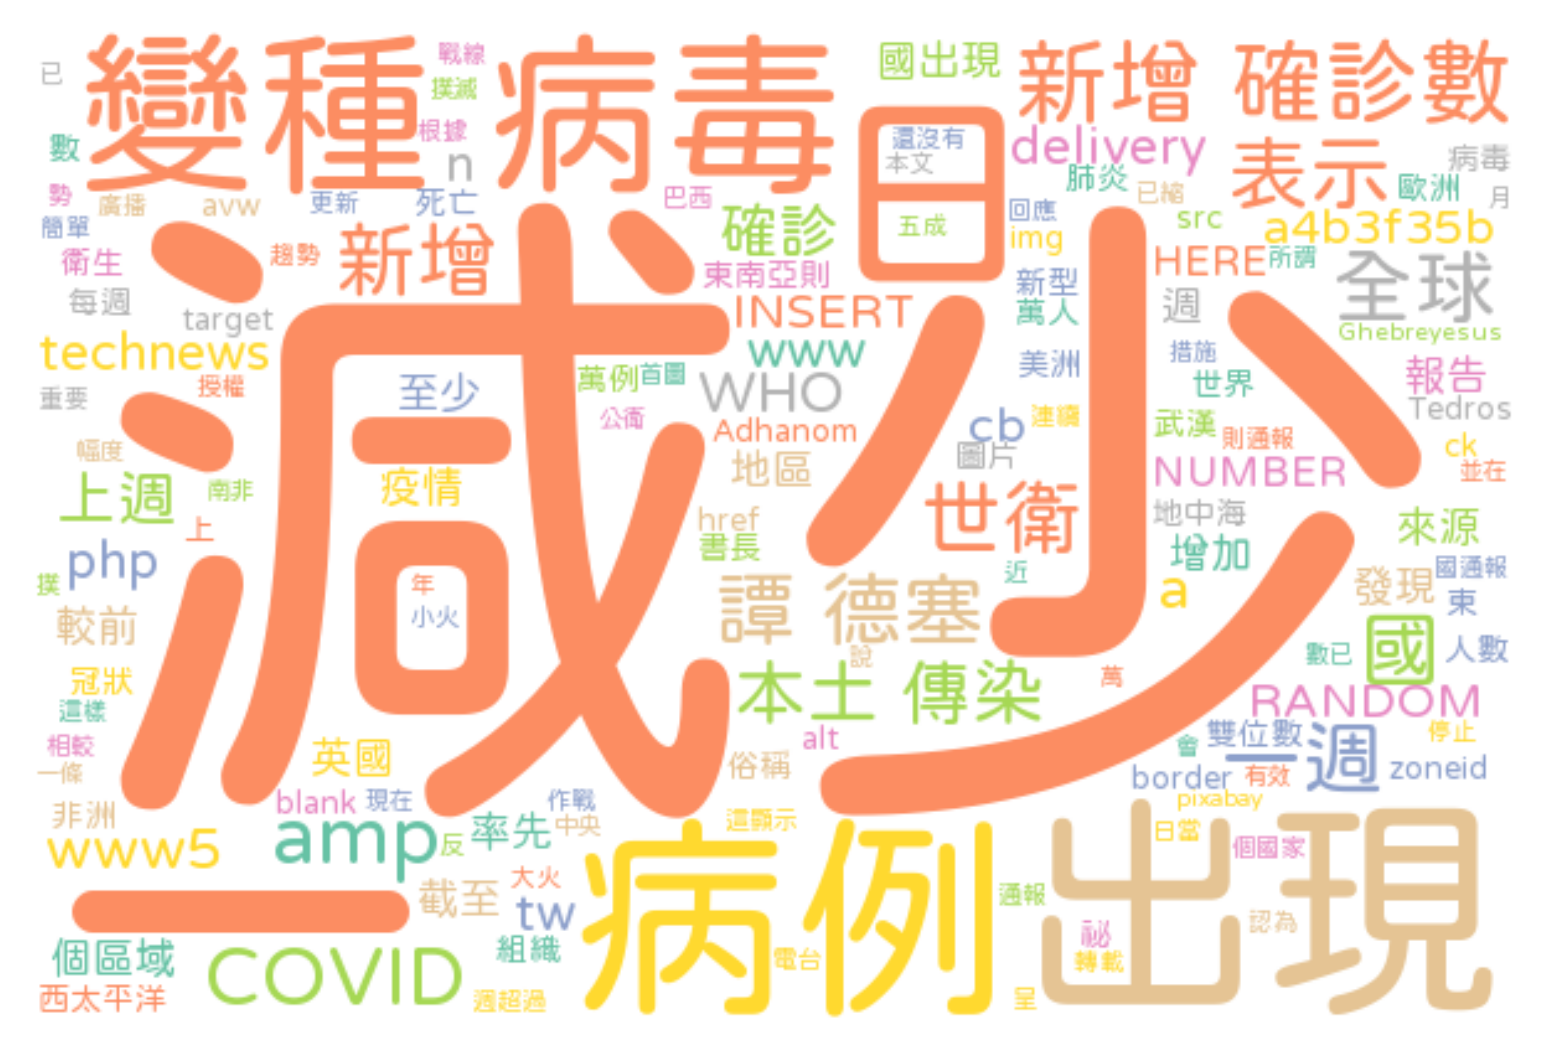 已
變種
戰線
撲滅
病毒
國出現
新增
確診數
數
根據
n
日
還沒有
本文
delivery
表示
病毒
勢
廣播
avw
更新
死亡
巴西
確診
五成
肺炎
已縮
歐洲
月
簡單
回應
img
src
a4b3f35b
衛生
趨勢
新增
東南亞則
HERE
所謂
全球
每週
target
減少
INSERT
新型
萬人
週
Ghebreyesus
technews
www
美洲
措施
重要
授權
至少
萬例
首圖
WHO
世界
報告
Tedros
公衛
Adhanom
cb
連續
武漢
則通報
ck
幅度
疫情
地區
圖片
NUMBER
並在
上週
南非
上
href
書長
世衛
地中海
來源
php
增加
國通報
撲
年
小火
譚德塞
近
a
發現
東
較前
說
數已
國
人數
冠狀
這樣
本土
傳染
萬
RANDOM
相較
一條
英國
alt
俗稱
會
雙位數
一週
停止
zoneid
border
有效
blank
現在
作戰
pixabay
非洲
www5
amp
反
率先
中央
這顯示
病例
日當
個國家
出現
一
截至
大火
tw
通報
認為
個區域
COVID
組織
電台
祕
轉載
西太平洋
週超過
呈